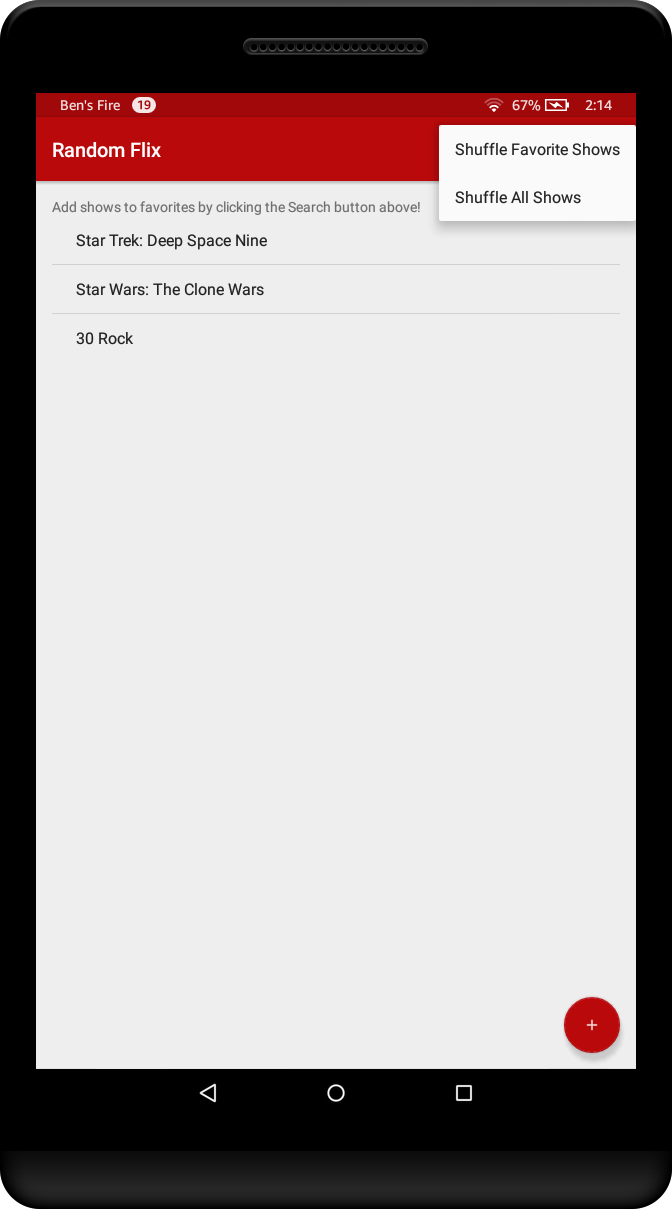 Ben's Fire 19 67% 2:14
Random Flix
Shuffle Favorite Shows
Shuffle All Shows
Add shows to favorites by clicking the Search button above!
Star Trek: Deep Space Nine
Star Wars: The Clone Wars
30 Rock
+